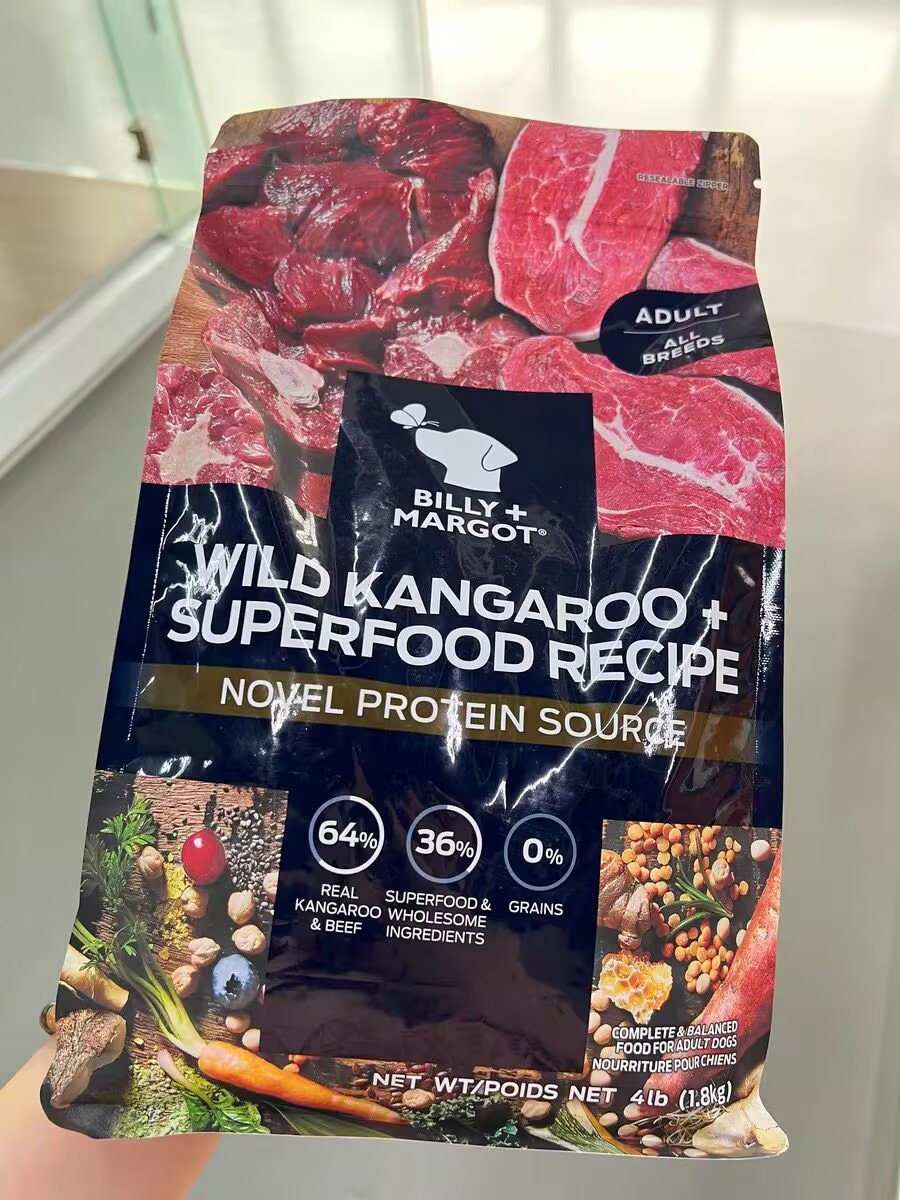 RESEALABLE ZIPPER
ADULT
ALL
BREEDS
BILLY +
MARGOT®
WILD KANGAROO +
SUPERFOOD RECIPE
NOVEL PROTEIN SOURCE
64%
REAL
KANGAROO
& BEEF
36%
SUPERFOOD &
WHOLESOME
INGREDIENTS
0%
GRAINS
COMPLETE & BALANCED
FOOD FOR ADULT DOGS
NOURRITURE POUR CHIENS
NET WT/POIDS NET 4lb (1.8kg)